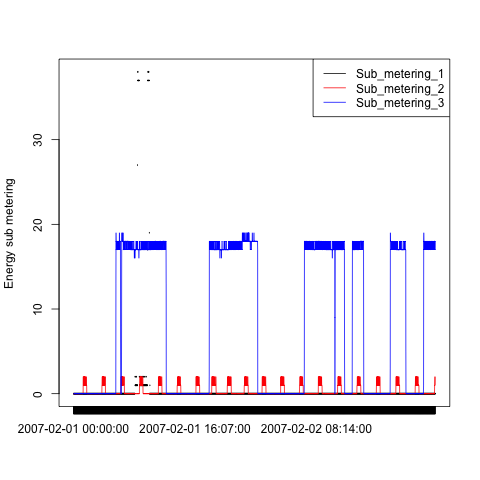 Sub_metering_1
Sub_metering_2
Sub_metering_3
Energy sub metering
30
20
10
0
2007-02-01 00:00:00 2007-02-01 16:07:00 2007-02-02 08:14:00